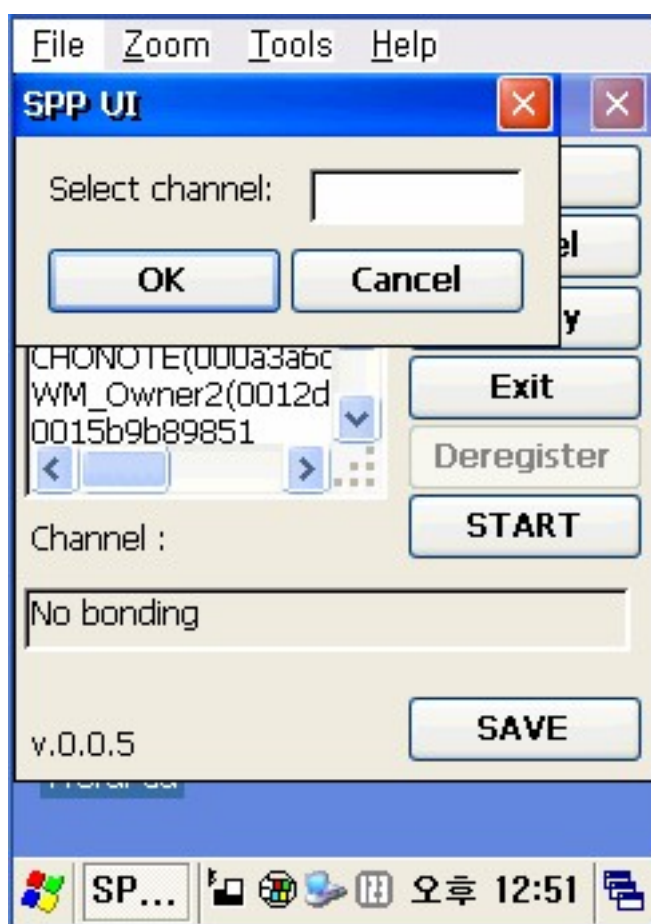 File Zoom Tools Help
SPP UI
Select channel:
OK Cancel
CHONOTE(000a3a6c
WM_Owner2(0012d
0015b9b89851
Exit
Deregister
START
Channel :
No bonding
v.0.0.5
SAVE
SP... 오후 12:51